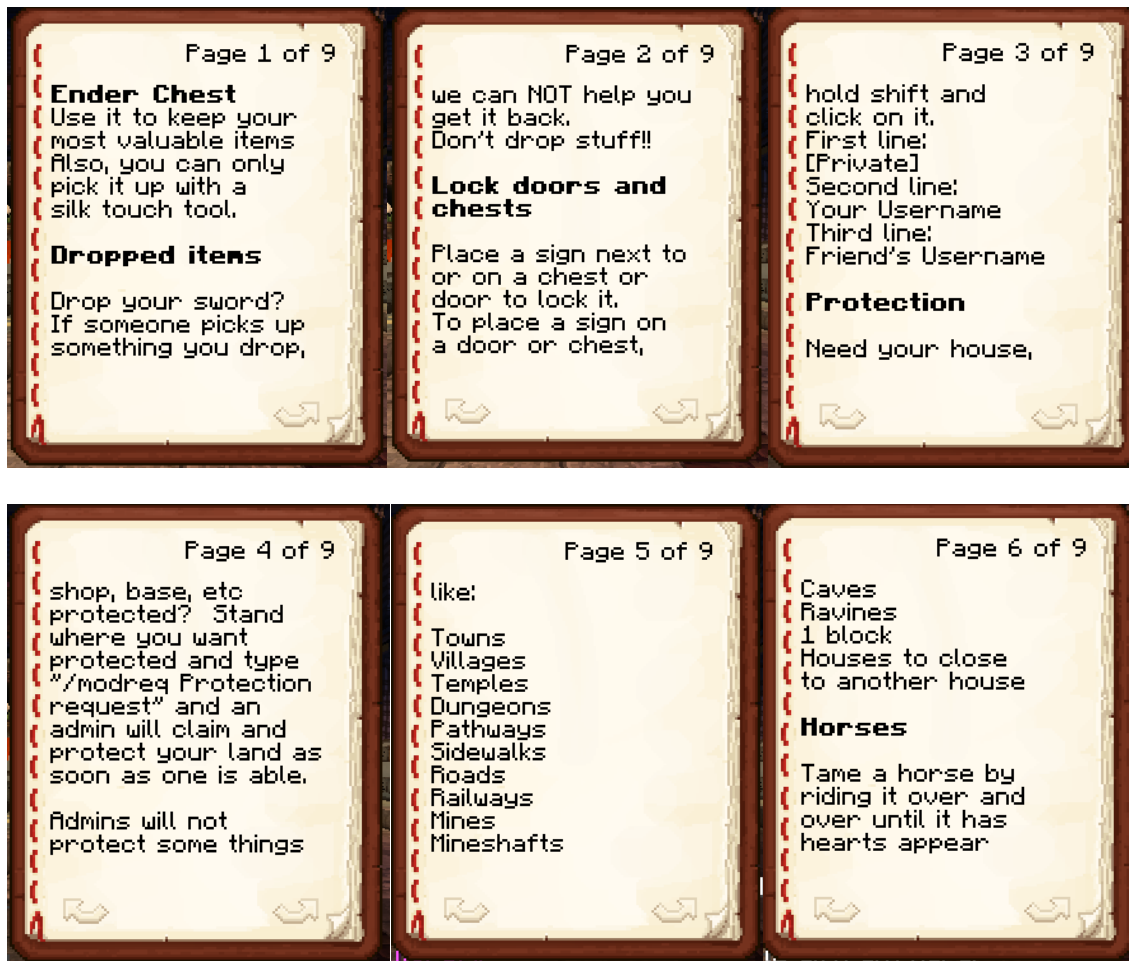 Page 1 of 9
Ender Chest
Use it to keep your
most valuable items
Also, you can only
pick it up with a
silk touch tool.
Dropped items
Drop your sword?
If someone picks up
something you drop,
Page 2 of 9
we can NOT help you
get it back.
Don't drop stuff!!
Lock doors and
chests
Place a sign next to
or on a chest or
door to lock it.
To place a sign on
a door or chest,
Page 3 of 9
hold shift and
click on it.
First line:
[Private]
Second line:
Your Username
Third line:
Friend's Username
Protection
Need your house,
Page 4 of 9
shop, base, etc
protected?  Stand
where you want
protected and type
"/modreq Protection
request" and an
admin will claim and
protect your land as
soon as one is able.
Admins will not
protect some things
Page 5 of 9
like:
Towns
Villages
Temples
Dungeons
Pathways
Sidewalks
Roads
Railways
Mines
Mineshafts
Page 6 of 9
Caves
Ravines
1 block
Houses to close
to another house
Horses
Tame a horse by
riding it over and
over until it has
hearts appear